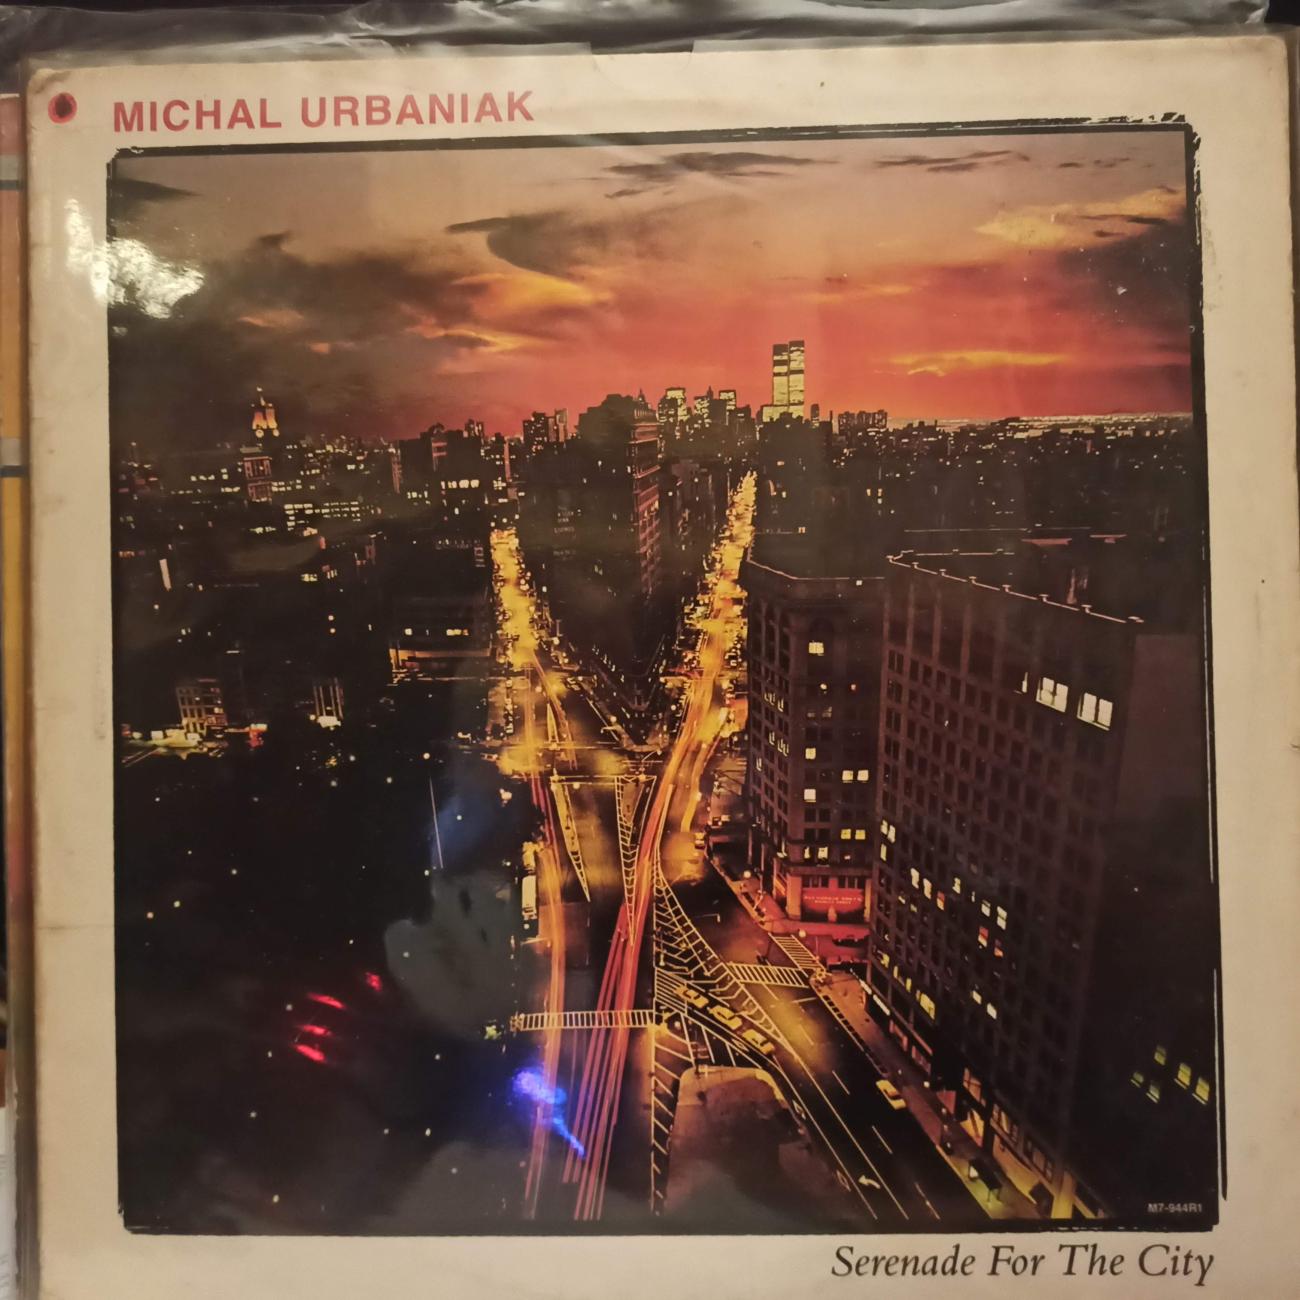 MICHAL URBANIAK
M7-944R1
Serenade For The City